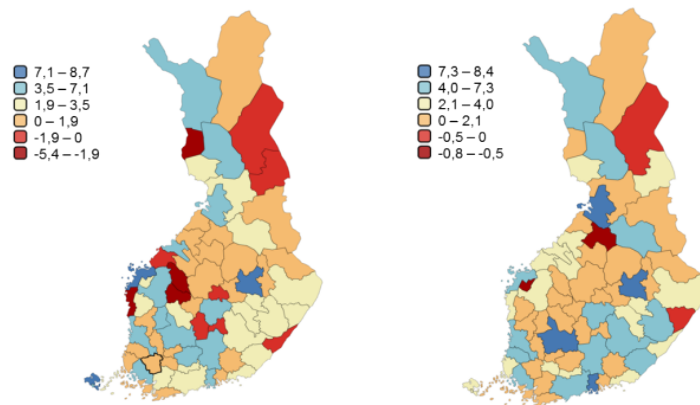 7,1 – 8,7
3,5 – 7,1
1,9 – 3,5
0 – 1,9
-1,9 – 0
-5,4 – -1,9
7,3 – 8,4
4,0 – 7,3
2,1 – 4,0
0 – 2,1
-0,5 – 0
-0,8 – -0,5